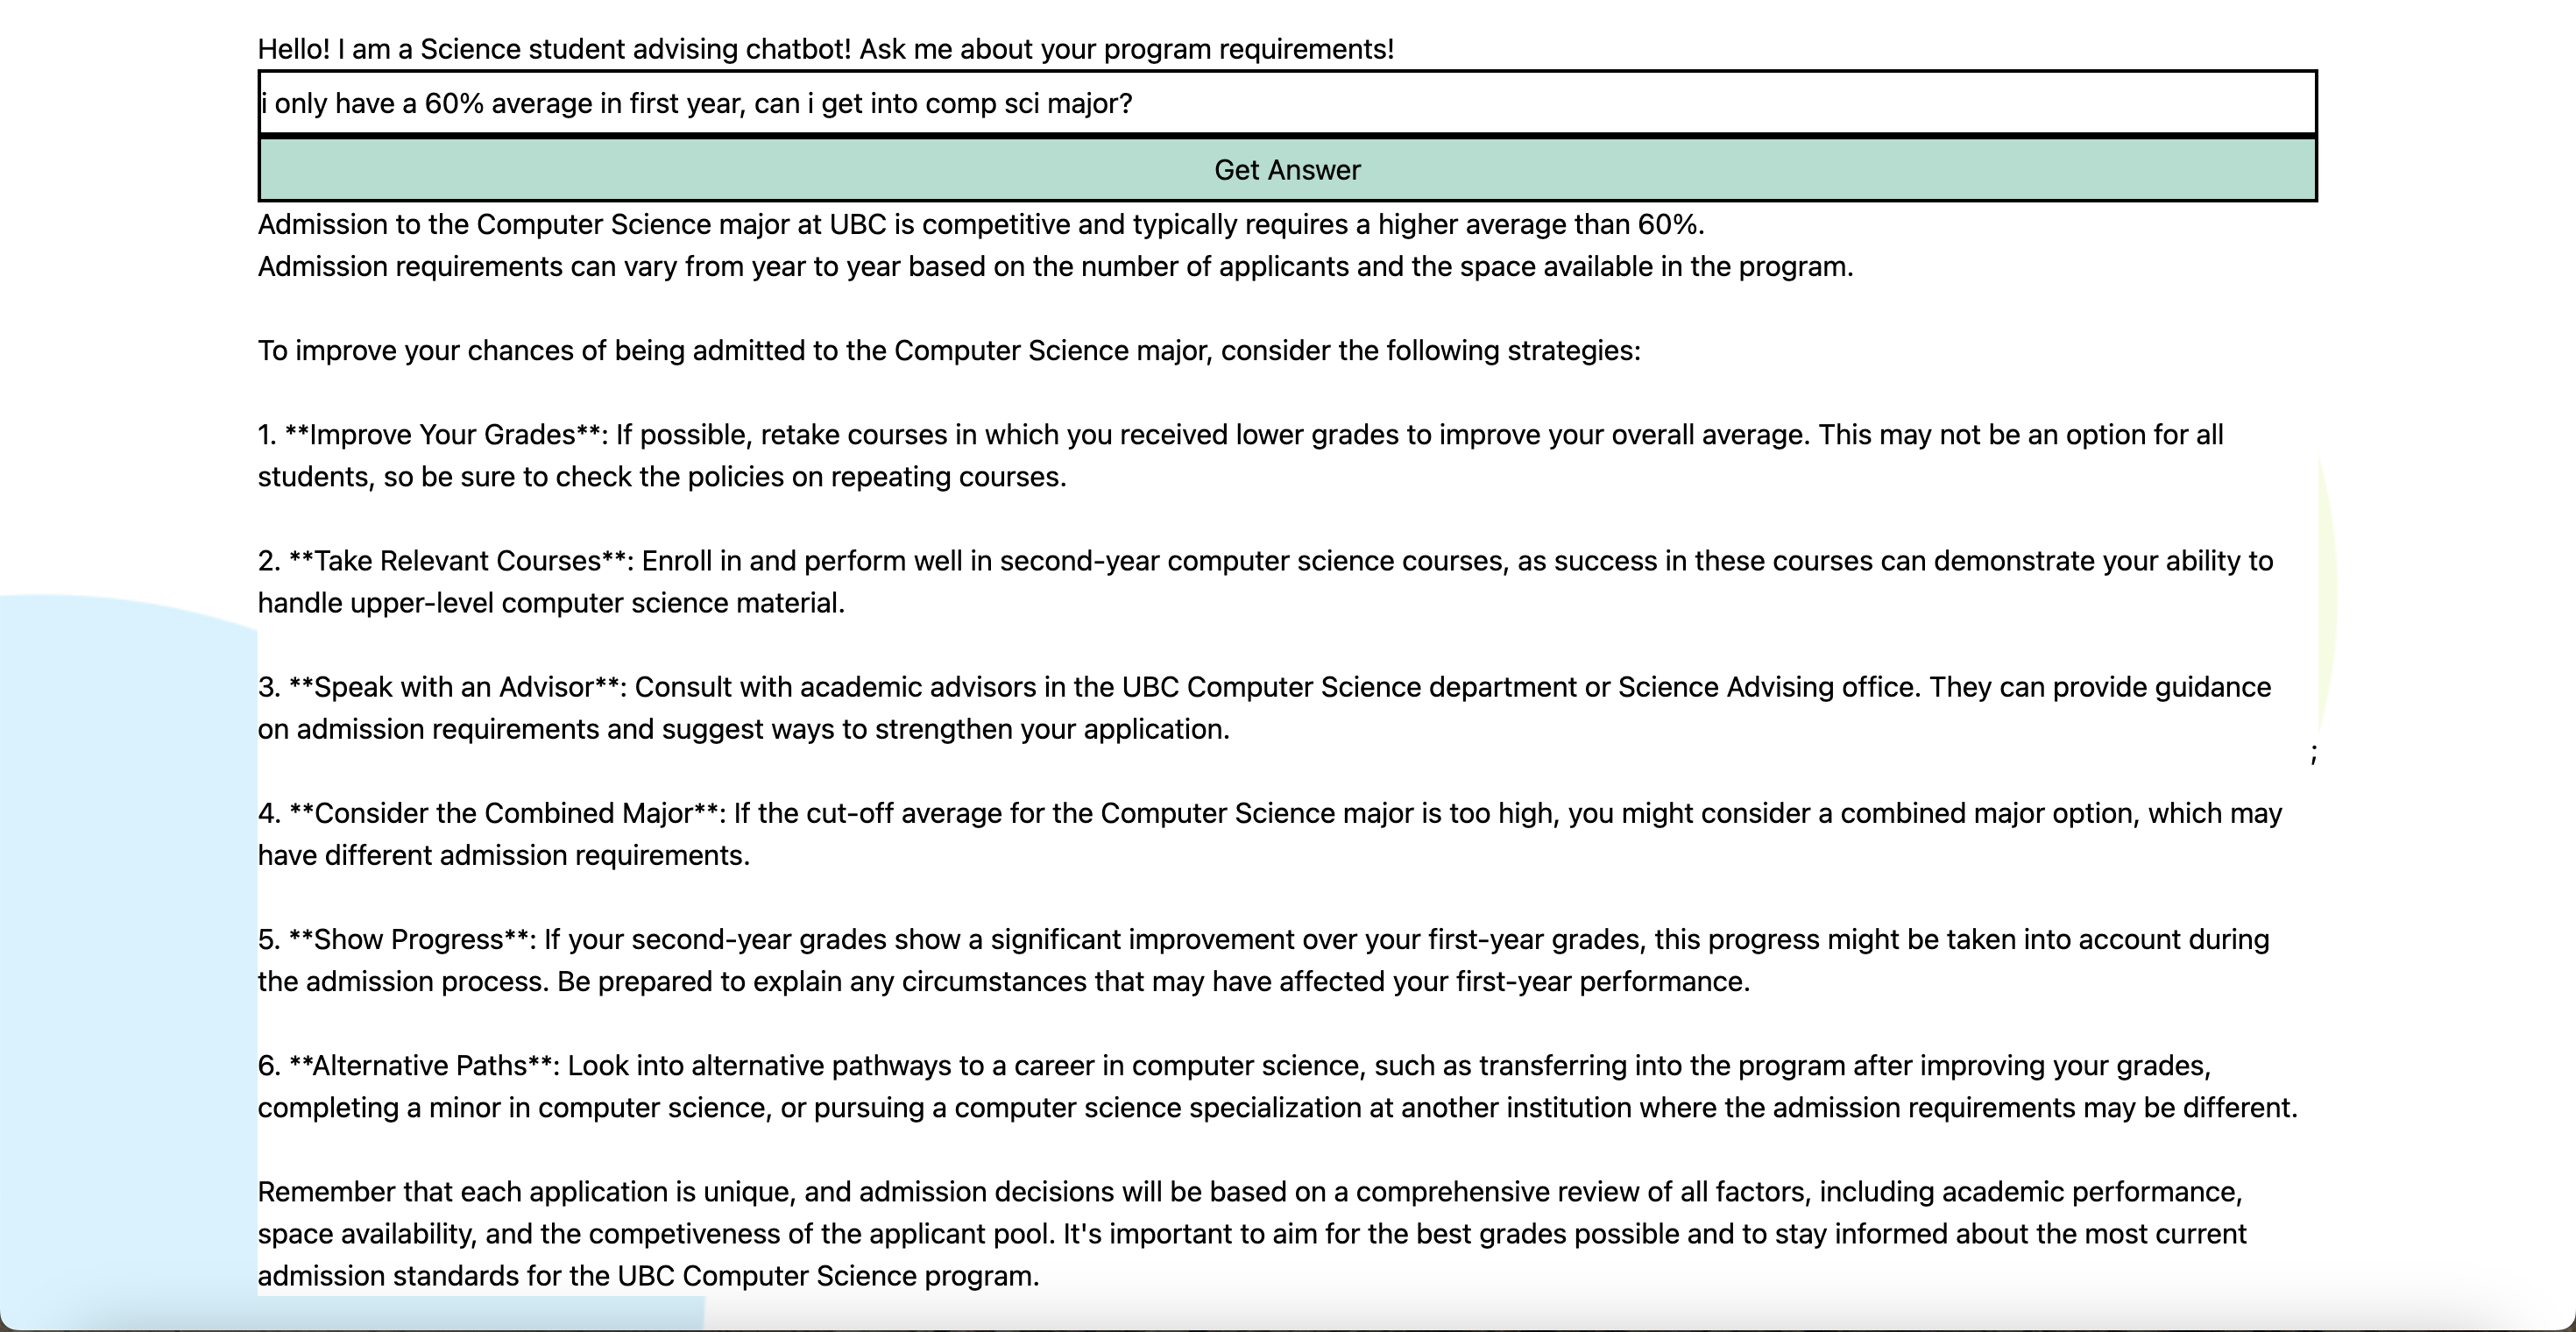 Hello! I am a Science student advising chatbot! Ask me about your program requirements!
i only have a 60% average in first year, can i get into comp sci major?
Get Answer
Admission to the Computer Science major at UBC is competitive and typically requires a higher average than 60%.
Admission requirements can vary from year to year based on the number of applicants and the space available in the program.
To improve your chances of being admitted to the Computer Science major, consider the following strategies:
1. **Improve Your Grades**: If possible, retake courses in which you received lower grades to improve your overall average. This may not be an option for all
students, so be sure to check the policies on repeating courses.
2. **Take Relevant Courses**: Enroll in and perform well in second-year computer science courses, as success in these courses can demonstrate your ability to
handle upper-level computer science material.
3. **Speak with an Advisor**: Consult with academic advisors in the UBC Computer Science department or Science Advising office. They can provide guidance
on admission requirements and suggest ways to strengthen your application.
;
4. **Consider the Combined Major**: If the cut-off average for the Computer Science major is too high, you might consider a combined major option, which may
have different admission requirements.
5. **Show Progress**: If your second-year grades show a significant improvement over your first-year grades, this progress might be taken into account during
the admission process. Be prepared to explain any circumstances that may have affected your first-year performance.
6. **Alternative Paths**: Look into alternative pathways to a career in computer science, such as transferring into the program after improving your grades,
completing a minor in computer science, or pursuing a computer science specialization at another institution where the admission requirements may be different.
Remember that each application is unique, and admission decisions will be based on a comprehensive review of all factors, including academic performance,
space availability, and the competiveness of the applicant pool. It's important to aim for the best grades possible and to stay informed about the most current
admission standards for the UBC Computer Science program.